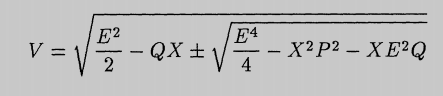 V = \sqrt{\frac{E^2}{2} - QX \pm \sqrt{\frac{E^4}{4} - X^2P^2 - XE^2Q}}